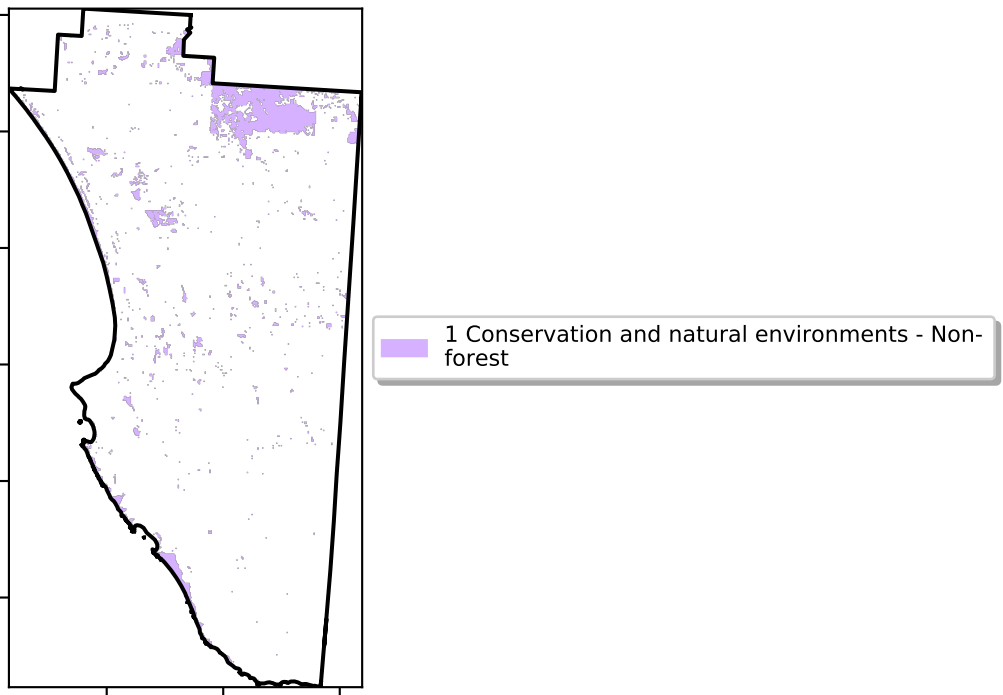 1 Conservation and natural environments - Non-
forest